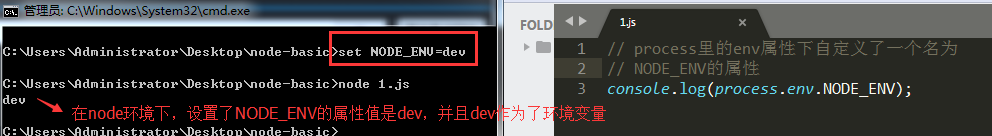 管理员: C:\Windows\System32\cmd.exe
C:\Users\Administrator\Desktop\node-basic>set NODE_ENV=dev
C:\Users\Administrator\Desktop\node-basic>node 1.js
dev
在node环境下，设置了NODE_ENV的属性值是dev，并且dev作为了环境变量
C:\Users\Administrator\Desktop\node-basic>
FOLD
1.js
×
1 // process里的env属性下自定义了一个名为
2 // NODE_ENV的属性
3 console.log(process.env.NODE_ENV);